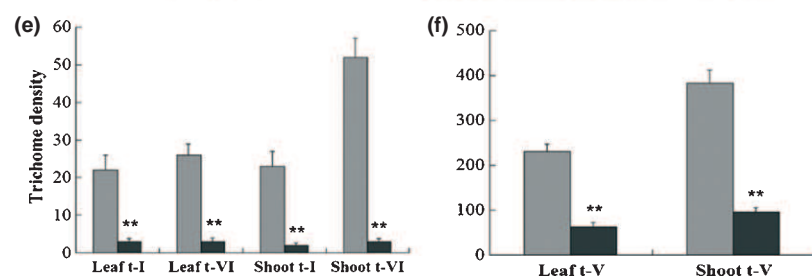 (e)
Trichome density
60
50
40
30
20
10
0
** ** ** **
Leaf t-I Leaf t-VI Shoot t-I Shoot t-VI
(f)
500
400
300
200
100
0
** **
Leaf t-V Shoot t-V